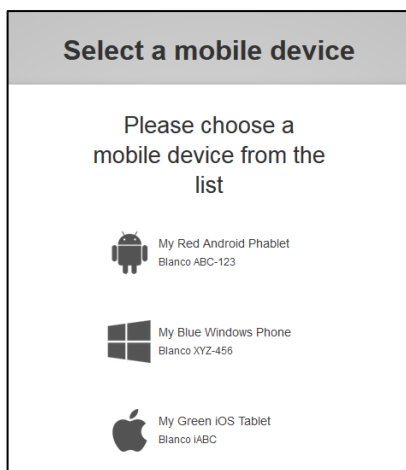 Select a mobile device
Please choose a
mobile device from the
list
My Red Android Phablet
Blanco ABC-123
My Blue Windows Phone
Blanco XYZ-456
My Green iOS Tablet
Blanco iABC